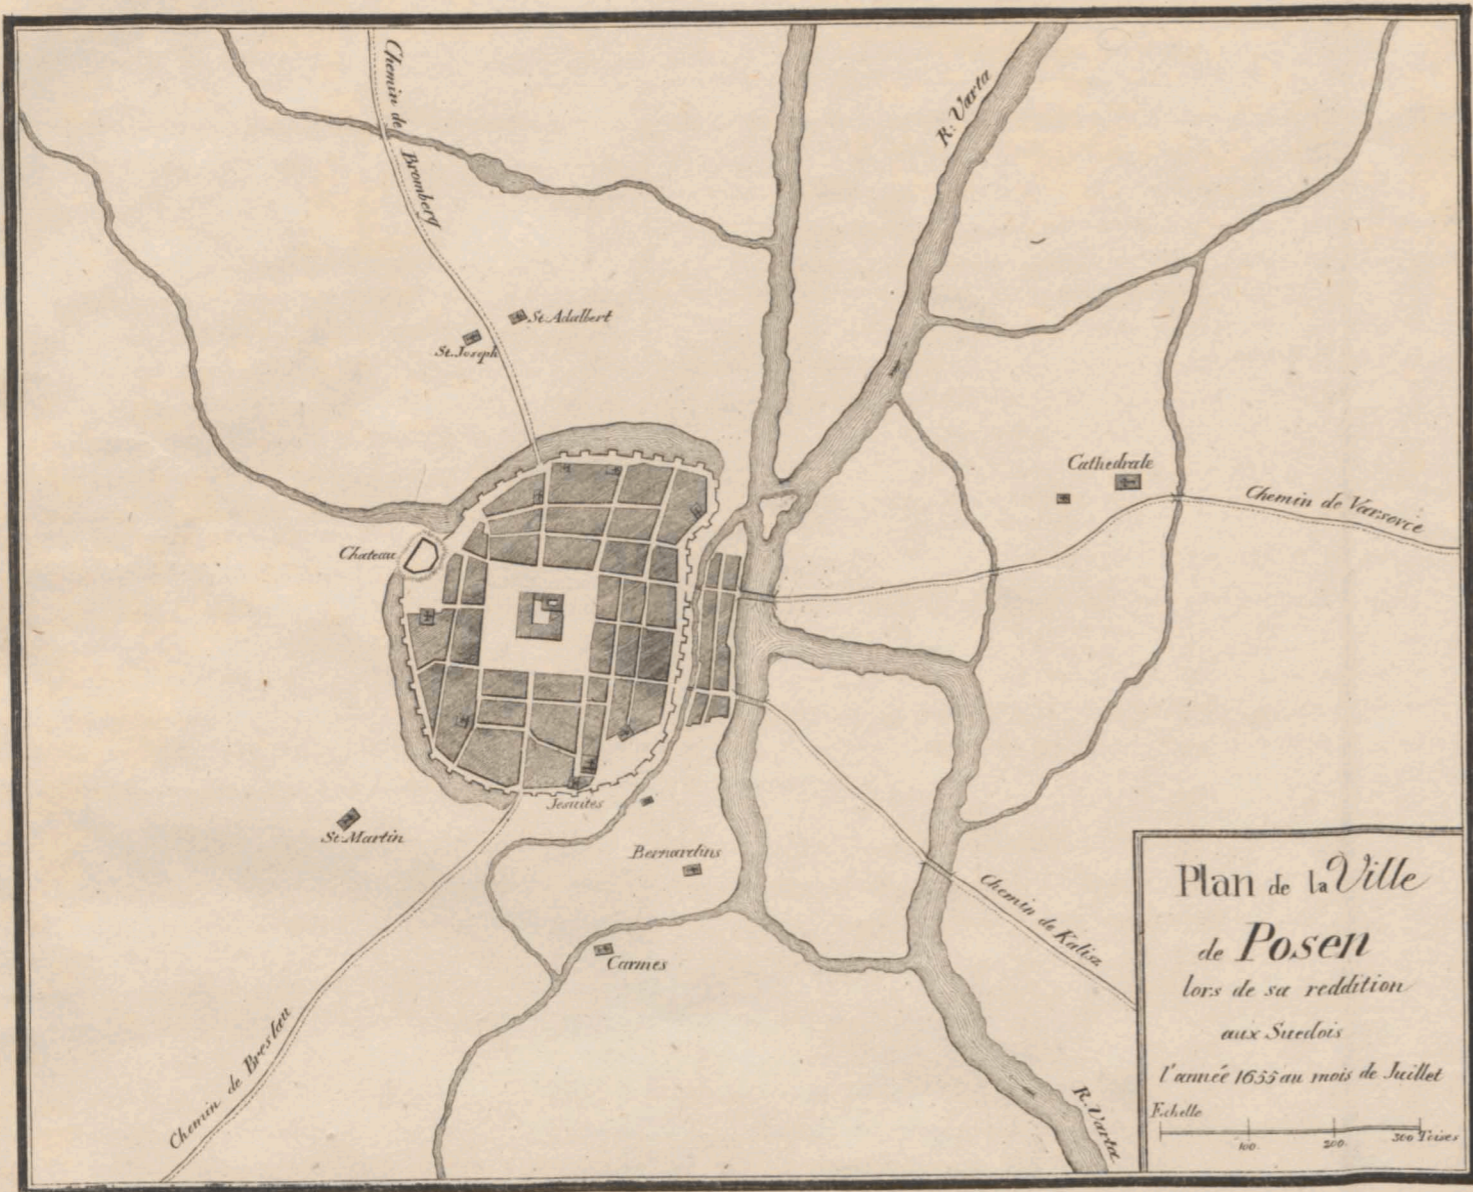 Chemin de Bromberg
R: Varta
St. Adalbert
St. Joseph
Cathedrale
Chemin de Varsovie
Chateau
Jesuites
St. Martin
Bernardins
Carmes
Chemin de Kalisz
Chemin de Breslau
R. Varta
Plan de la Ville
de Posen
lors de sa reddition
aux Suedois
l'année 1655 au mois de Juillet
Echelle
100. 200. 300 Toises